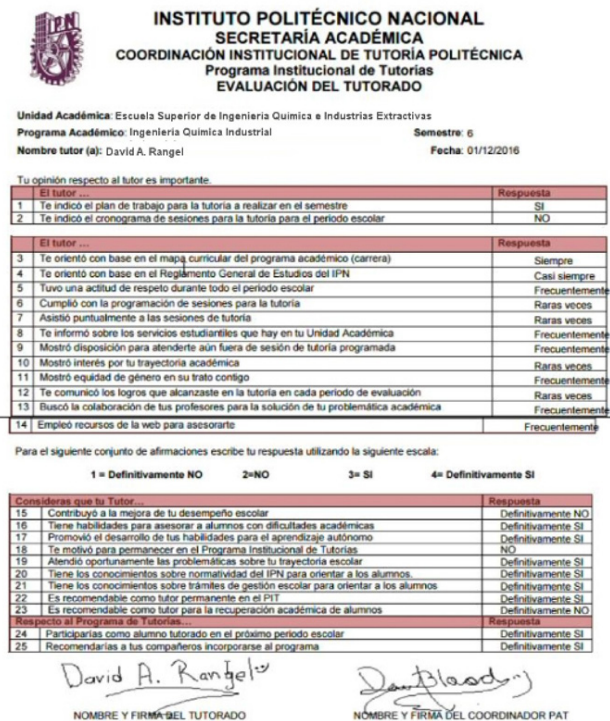 IPN
INSTITUTO POLITÉCNICO NACIONAL
SECRETARÍA ACADÉMICA
COORDINACIÓN INSTITUCIONAL DE TUTORÍA POLITÉCNICA
Programa Institucional de Tutorías
EVALUACIÓN DEL TUTORADO
Unidad Académica: Escuela Superior de Ingenieria Quimica e Industrias Extractivas
Programa Académico: Ingenieria Quimica Industrial Semestre: 6
Nombre tutor (a): David A. Rangel Fecha: 01/12/2016
Tu opinión respecto al tutor es importante.
El tutor ... Respuesta
1 Te indicó el plan de trabajo para la tutoría a realizar en el semestre SI
2 Te indicó el cronograma de sesiones para la tutoría para el periodo escolar NO
El tutor ... Respuesta
3 Te orientó con base en el mapa curricular del programa académico (carrera) Siempre
4 Te orientó con base en el Reglamento General de Estudios del IPN Casi siempre
5 Tuvo una actitud de respeto durante todo el periodo escolar Frecuentemente
6 Cumplió con la programación de sesiones para la tutoría Raras veces
7 Asistió puntualmente a las sesiones de tutoría Raras veces
8 Te informó sobre los servicios estudiantiles que hay en tu Unidad Académica Frecuentemente
9 Mostró disposición para atenderte aún fuera de sesión de tutoría programada Frecuentemente
10 Mostró interés por tu trayectoria académica Raras veces
11 Mostró equidad de género en su trato contigo Frecuentemente
12 Te comunicó los logros que alcanzaste en la tutoría en cada periodo de evaluación Raras veces
13 Buscó la colaboración de tus profesores para la solución de tu problemática académica Frecuentemente
14 Empleó recursos de la web para asesorarte Frecuentemente
Para el siguiente conjunto de afirmaciones escribe tu respuesta utilizando la siguiente escala:
1 = Definitivamente NO 2=NO 3= SI 4= Definitivamente SI
Consideras que tu Tutor... Respuesta
15 Contribuyó a la mejora de tu desempeño escolar Definitivamente NO
16 Tiene habilidades para asesorar a alumnos con dificultades académicas Definitivamente SI
17 Promovió el desarrollo de tus habilidades para el aprendizaje autónomo Definitivamente SI
18 Te motivó para permanecer en el Programa Institucional de Tutorías NO
19 Atendió oportunamente las problemáticas sobre tu trayectoria escolar Definitivamente SI
20 Tiene los conocimientos sobre normatividad del IPN para orientar a los alumnos. Definitivamente SI
21 Tiene los conocimientos sobre trámites de gestión escolar para orientar a los alumnos Definitivamente SI
22 Es recomendable como tutor permanente en el PIT Definitivamente SI
23 Es recomendable como tutor para la recuperación académica de alumnos Definitivamente NO
Respecto al Programa de Tutorías... Respuesta
24 Participarías como alumno tutorado en el próximo periodo escolar Definitivamente SI
25 Recomendarías a tus compañeros incorporarse al programa Definitivamente SI
David A. Rangel
NOMBRE Y FIRMA DEL TUTORADO NOMBRE Y FIRMA DEL COORDINADOR PAT